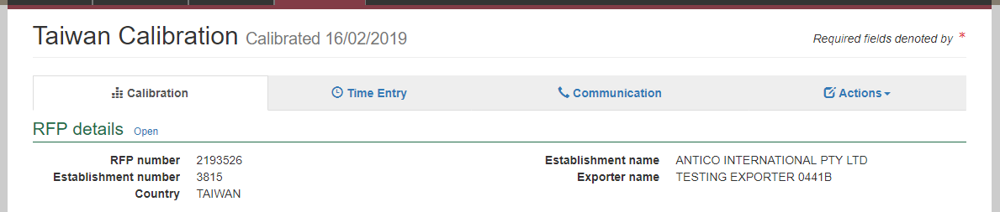 Taiwan Calibration Calibrated 16/02/2019
Required fields denoted by *
Calibration Time Entry Communication Actions
RFP details Open
RFP number 2193526
Establishment number 3815
Country TAIWAN
Establishment name ANTICO INTERNATIONAL PTY LTD
Exporter name TESTING EXPORTER 0441B